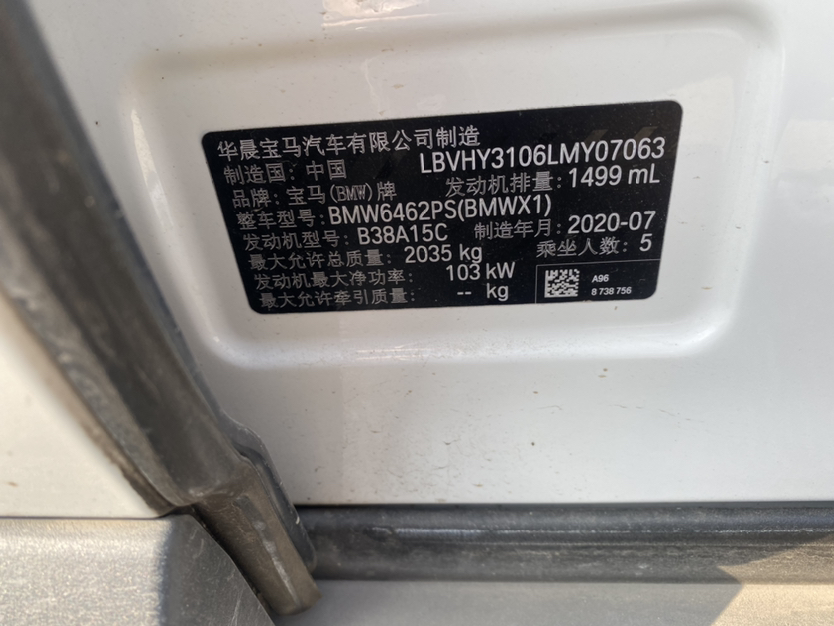 华晨宝马汽车有限公司制造
制造国：中国 LBVHY3106LMY07063
品牌：宝马(BMW)牌 发动机排量：1499 mL
整车型号：BMW6462PS(BMWX1)
发动机型号：B38A15C 制造年月：2020-07
最大允许总质量：2035 kg 乘坐人数：5
发动机最大净功率：103 kW
最大允许牵引质量：-- kg
A96
8 738 756